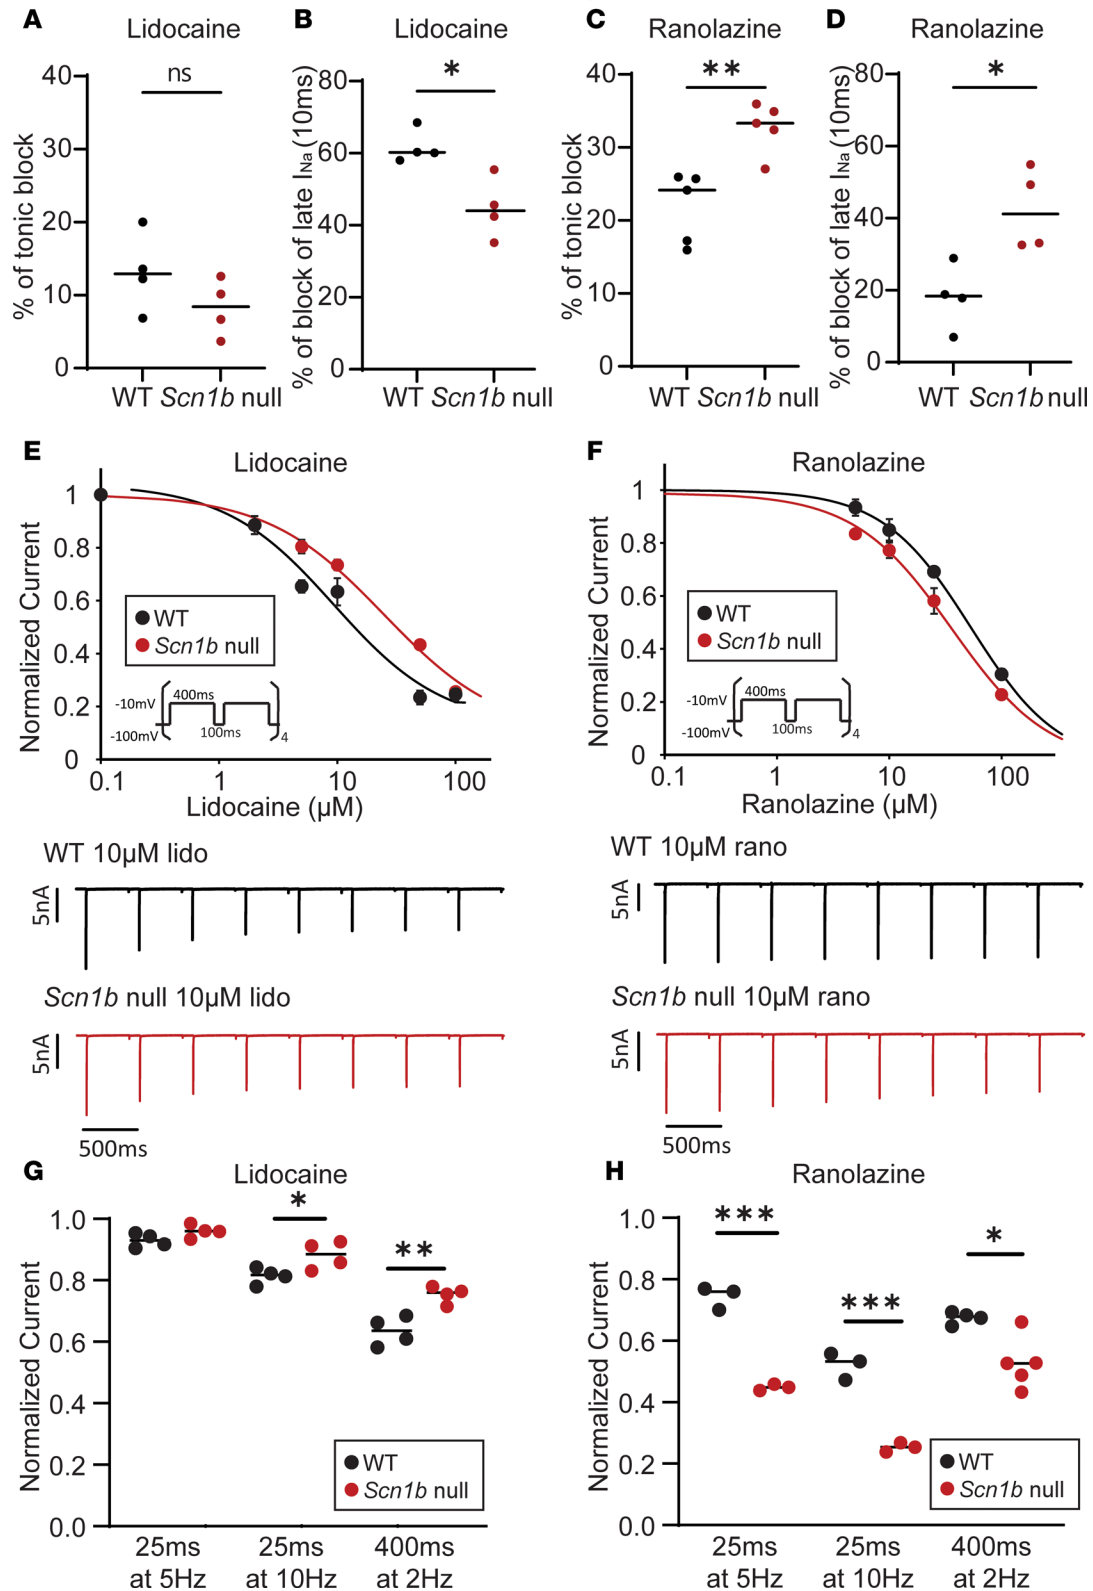 A
Lidocaine
ns
% of tonic block
40
30
20
10
0
WT Scn1b null
B
Lidocaine
*
% of block of late INa (10ms)
80
60
40
20
0
WT Scn1b null
C
Ranolazine
**
% of tonic block
40
30
20
10
0
WT Scn1b null
D
Ranolazine
*
% of block of late INa (10ms)
80
60
40
20
0
WT Scn1b null
E
Lidocaine
Normalized Current
1
0.8
0.6
0.4
0.2
0
WT
Scn1b null
400ms
-10mV
-100mV
100ms
4
0.1 1 10 100
Lidocaine (µM)
WT 10µM lido
5nA
Scn1b null 10µM lido
5nA
500ms
F
Ranolazine
Normalized Current
1
0.8
0.6
0.4
0.2
0
WT
Scn1b null
400ms
-10mV
-100mV
100ms
4
0.1 1 10 100
Ranolazine (µM)
WT 10µM rano
5nA
Scn1b null 10µM rano
5nA
500ms
G
Lidocaine
*
**
Normalized Current
1.0
0.8
0.6
0.4
0.2
0.0
WT
Scn1b null
25ms
at 5Hz
25ms
at 10Hz
400ms
at 2Hz
H
Ranolazine
***
***
*
Normalized Current
1.0
0.8
0.6
0.4
0.2
0.0
WT
Scn1b null
25ms
at 5Hz
25ms
at 10Hz
400ms
at 2Hz